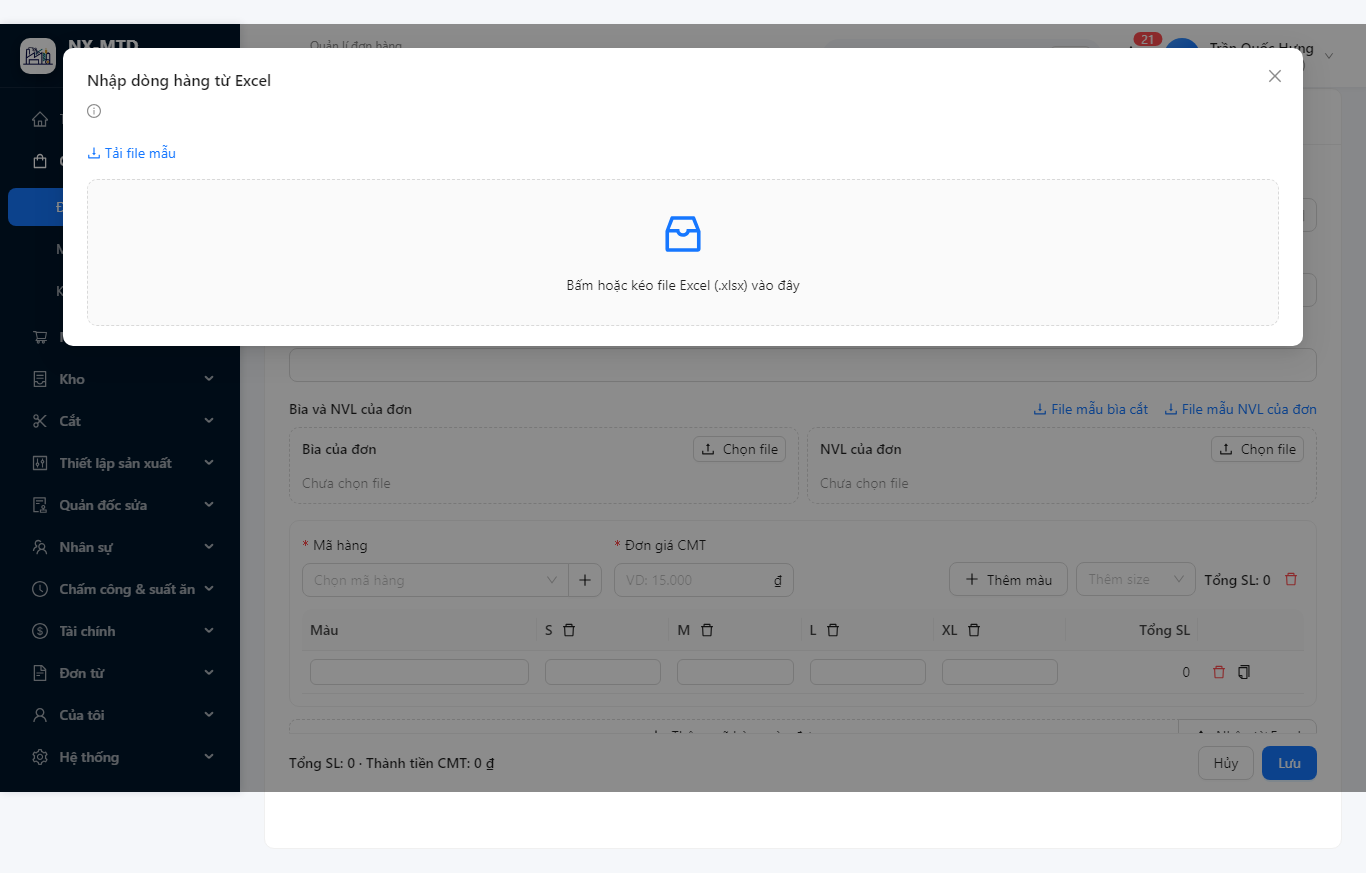 Quản lí đơn hàng
21
Trần Quốc Hưng
Nhập dòng hàng từ Excel
Tải file mẫu
Bấm hoặc kéo file Excel (.xlsx) vào đây
Kho
Cắt
Thiết lập sản xuất
Quản đốc sửa
Nhân sự
Chấm công & suất ăn
Tài chính
Đơn từ
Của tôi
Hệ thống
Bìa và NVL của đơn
File mẫu bìa cắt
File mẫu NVL của đơn
Bìa của đơn
Chọn file
NVL của đơn
Chọn file
Chưa chọn file
Chưa chọn file
* Mã hàng
* Đơn giá CMT
Chọn mã hàng
VD: 15.000
₫
Thêm màu
Thêm size
Tổng SL: 0
Màu
S
M
L
XL
Tổng SL
0
Tổng SL: 0 · Thành tiền CMT: 0 ₫
Hủy
Lưu